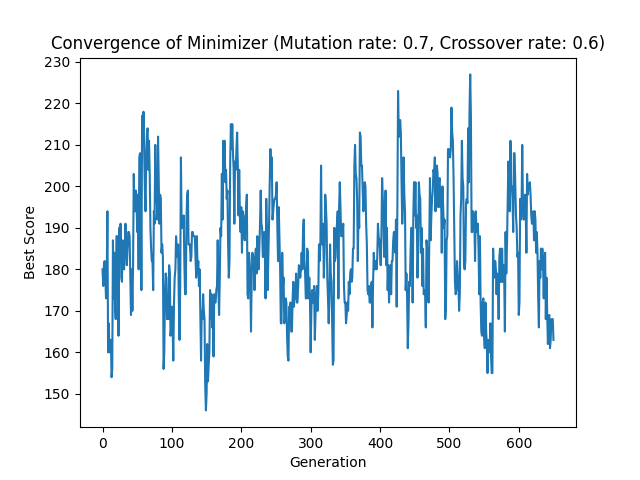 Convergence of Minimizer (Mutation rate: 0.7, Crossover rate: 0.6)
230
220
210
200
190
180
170
160
150
Best Score
0 100 200 300 400 500 600
Generation